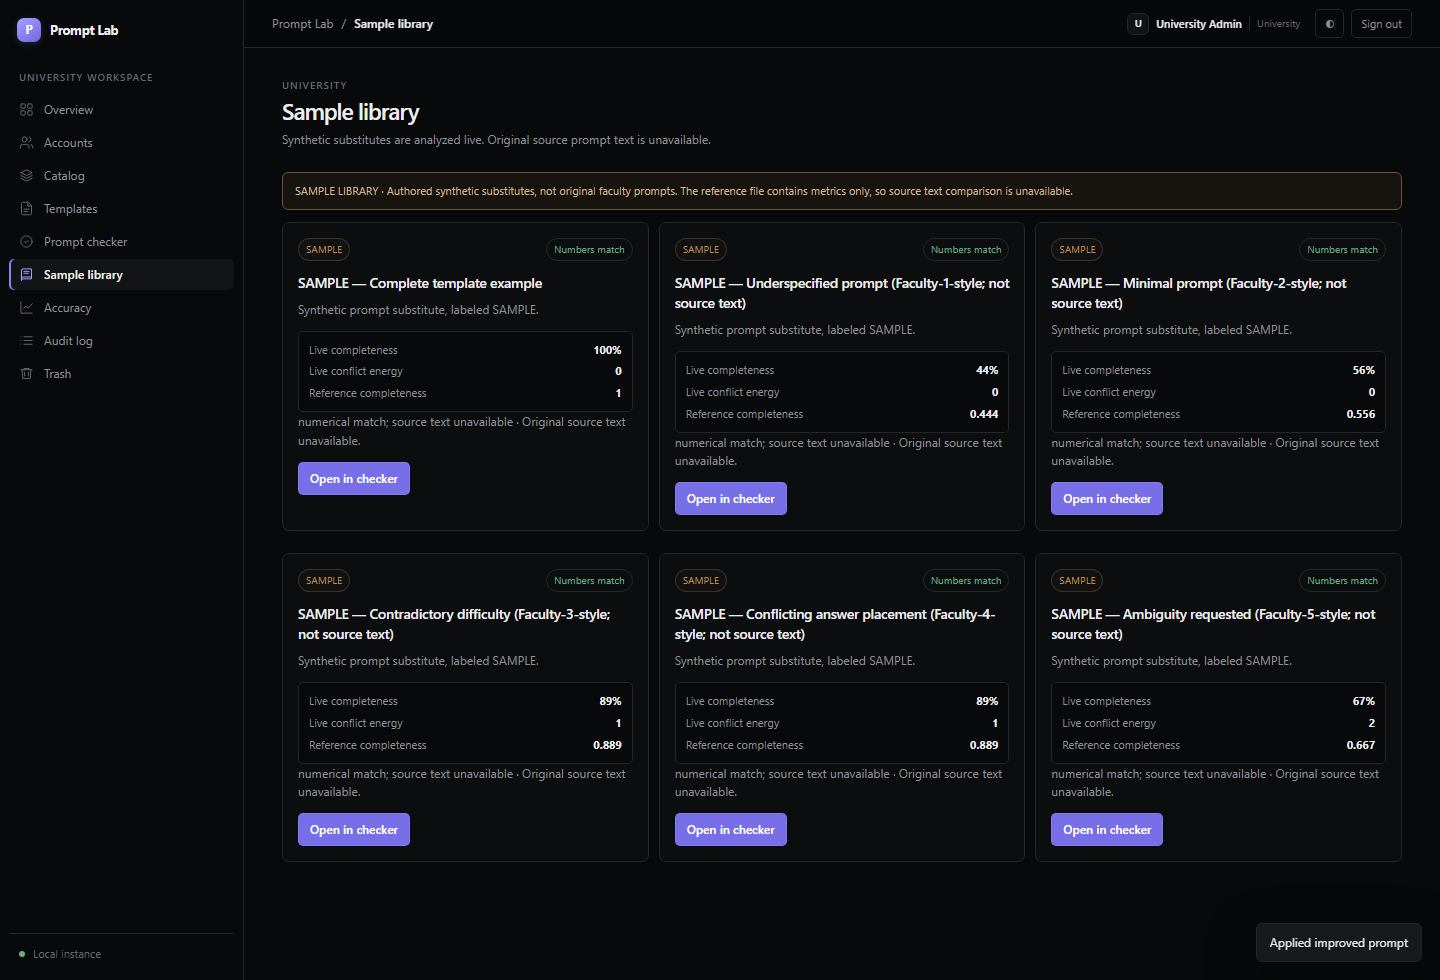 P Prompt Lab
UNIVERSITY WORKSPACE
Overview
Accounts
Catalog
Templates
Prompt checker
Sample library
Accuracy
Audit log
Trash
Local instance
Prompt Lab / Sample library
U University Admin University Sign out
UNIVERSITY
Sample library
Synthetic substitutes are analyzed live. Original source prompt text is unavailable.
SAMPLE LIBRARY · Authored synthetic substitutes, not original faculty prompts. The reference file contains metrics only, so source text comparison is unavailable.
SAMPLE Numbers match
SAMPLE — Complete template example
Synthetic prompt substitute, labeled SAMPLE.
Live completeness 100%
Live conflict energy 0
Reference completeness 1
numerical match; source text unavailable · Original source text
unavailable.
Open in checker
SAMPLE Numbers match
SAMPLE — Underspecified prompt (Faculty-1-style; not
source text)
Synthetic prompt substitute, labeled SAMPLE.
Live completeness 44%
Live conflict energy 0
Reference completeness 0.444
numerical match; source text unavailable · Original source text
unavailable.
Open in checker
SAMPLE Numbers match
SAMPLE — Minimal prompt (Faculty-2-style; not
source text)
Synthetic prompt substitute, labeled SAMPLE.
Live completeness 56%
Live conflict energy 0
Reference completeness 0.556
numerical match; source text unavailable · Original source text
unavailable.
Open in checker
SAMPLE Numbers match
SAMPLE — Contradictory difficulty (Faculty-3-style;
not source text)
Synthetic prompt substitute, labeled SAMPLE.
Live completeness 89%
Live conflict energy 1
Reference completeness 0.889
numerical match; source text unavailable · Original source text
unavailable.
Open in checker
SAMPLE Numbers match
SAMPLE — Conflicting answer placement (Faculty-4-
style; not source text)
Synthetic prompt substitute, labeled SAMPLE.
Live completeness 89%
Live conflict energy 1
Reference completeness 0.889
numerical match; source text unavailable · Original source text
unavailable.
Open in checker
SAMPLE Numbers match
SAMPLE — Ambiguity requested (Faculty-5-style; not
source text)
Synthetic prompt substitute, labeled SAMPLE.
Live completeness 67%
Live conflict energy 2
Reference completeness 0.667
numerical match; source text unavailable · Original source text
unavailable.
Open in checker
Applied improved prompt